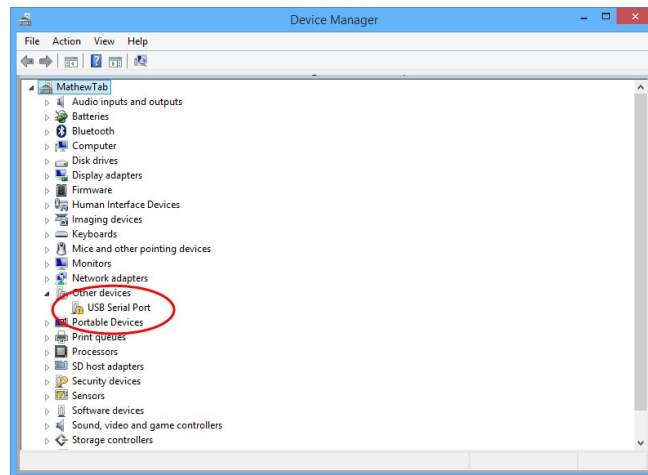 Device Manager
File Action View Help
MathewTab
Audio inputs and outputs
Batteries
Bluetooth
Computer
Disk drives
Display adapters
Firmware
Human Interface Devices
Imaging devices
Keyboards
Mice and other pointing devices
Monitors
Network adapters
Other devices
USB Serial Port
Portable Devices
Print queues
Processors
SD host adapters
Security devices
Sensors
Software devices
Sound, video and game controllers
Storage controllers